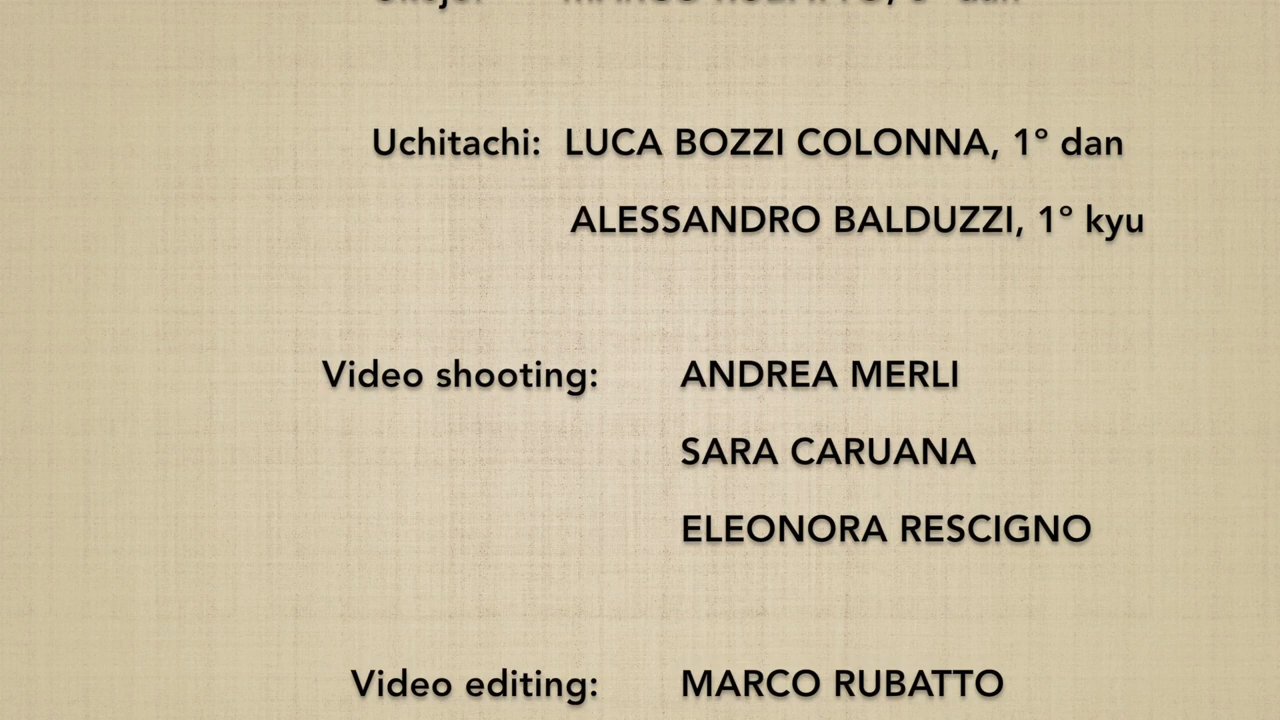 Uchitachi: LUCA BOZZI COLONNA, 1° dan
ALESSANDRO BALDUZZI, 1° kyu
Video shooting: ANDREA MERLI
SARA CARUANA
ELEONORA RESCIGNO
Video editing: MARCO RUBATTO